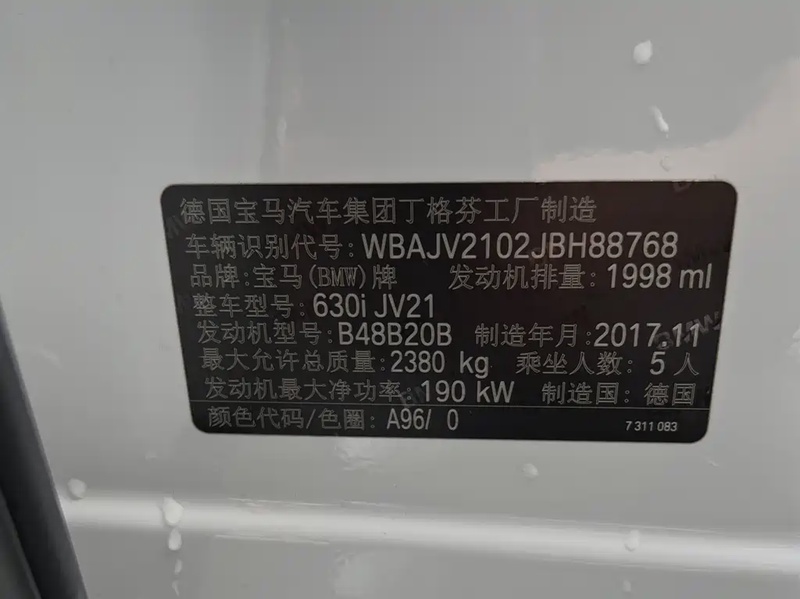 德国宝马汽车集团丁格芬工厂制造
车辆识别代号: WBAJV2102JBH88768
品牌: 宝马(BMW)牌 发动机排量: 1998 ml
整车型号: 630i JV21
发动机型号: B48B20B 制造年月: 2017.11
最大允许总质量: 2380 kg 乘坐人数: 5 人
发动机最大净功率: 190 kW 制造国: 德国
颜色代码/色圈: A96/ 0
7 311 083